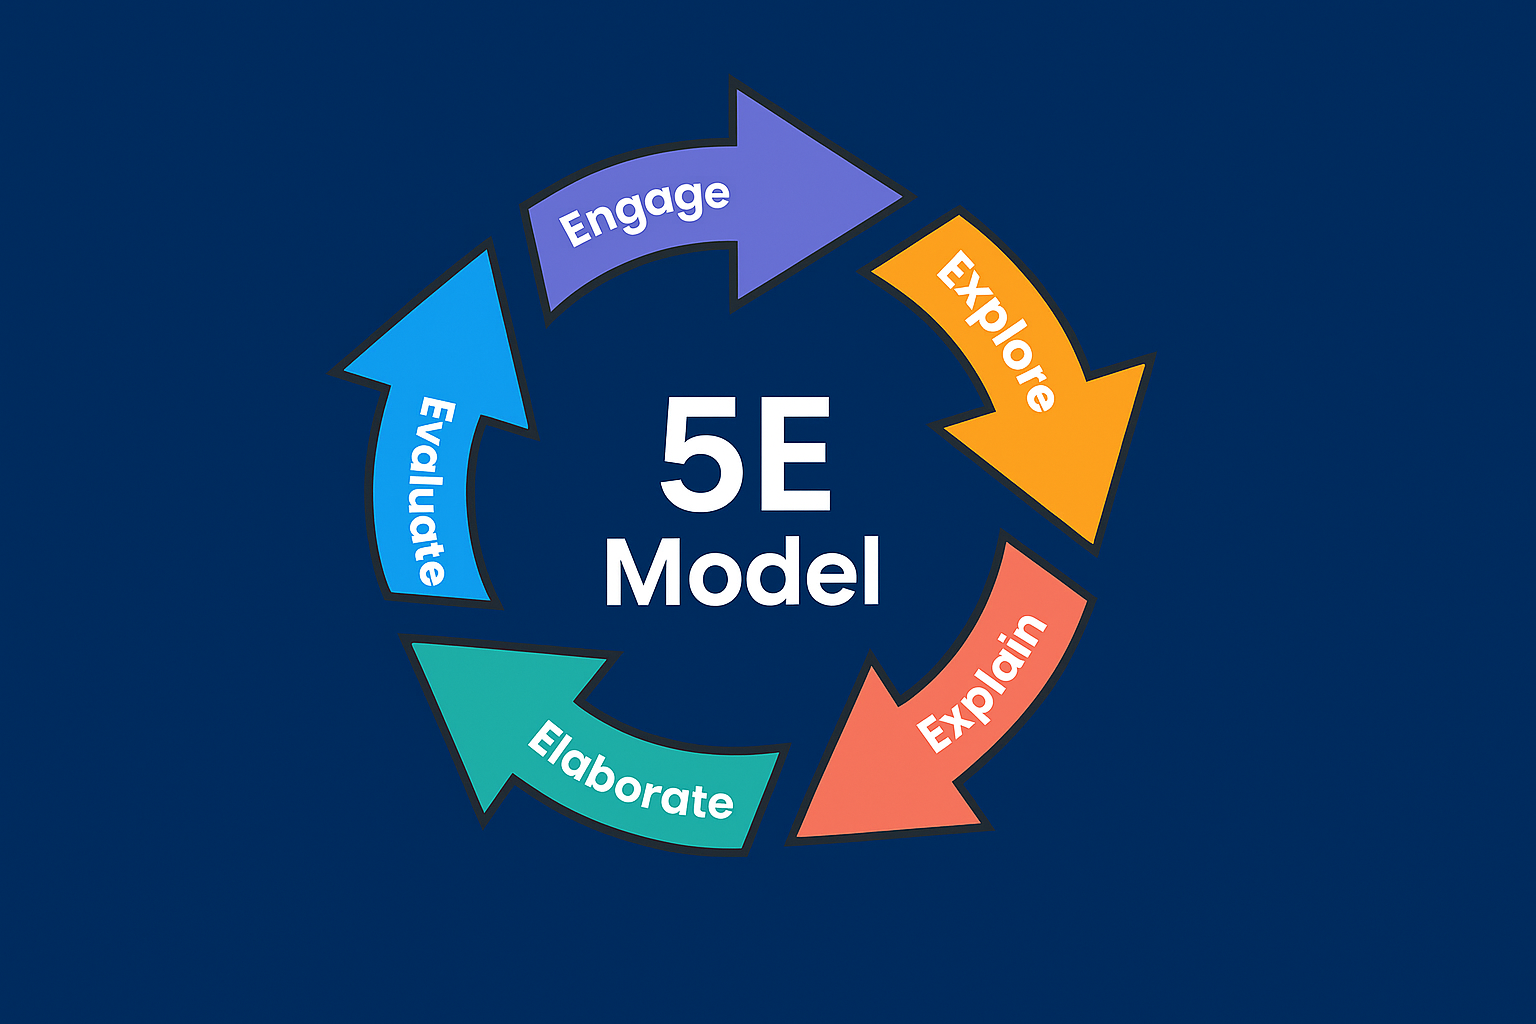 Engage
Explore
Explain
Elaborate
Evaluate
5E
Model